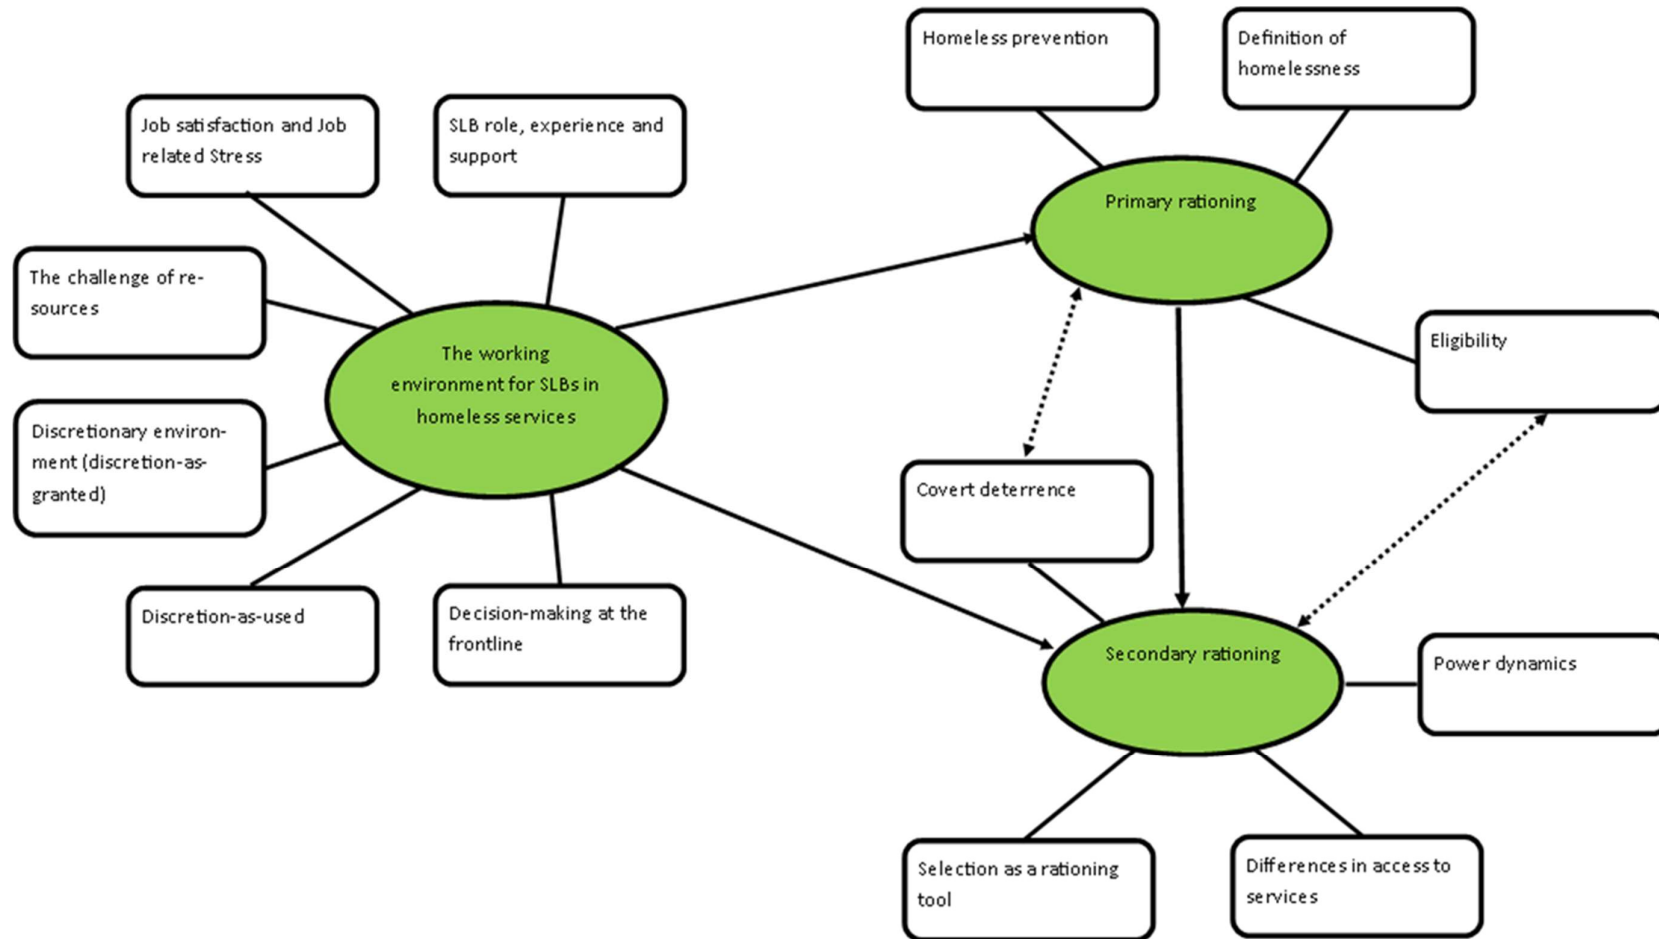 Homeless prevention
Definition of
homelessness
Job satisfaction and Job
related Stress
SLB role, experience and
support
Primary rationing
The challenge of re-
sources
The working
environment for SLBs in
homeless services
Eligibility
Discretionary environ-
ment (discretion-as-
granted)
Covert deterrence
Discretion-as-used
Decision-making at the
frontline
Secondary rationing
Power dynamics
Selection as a rationing
tool
Differences in access to
services